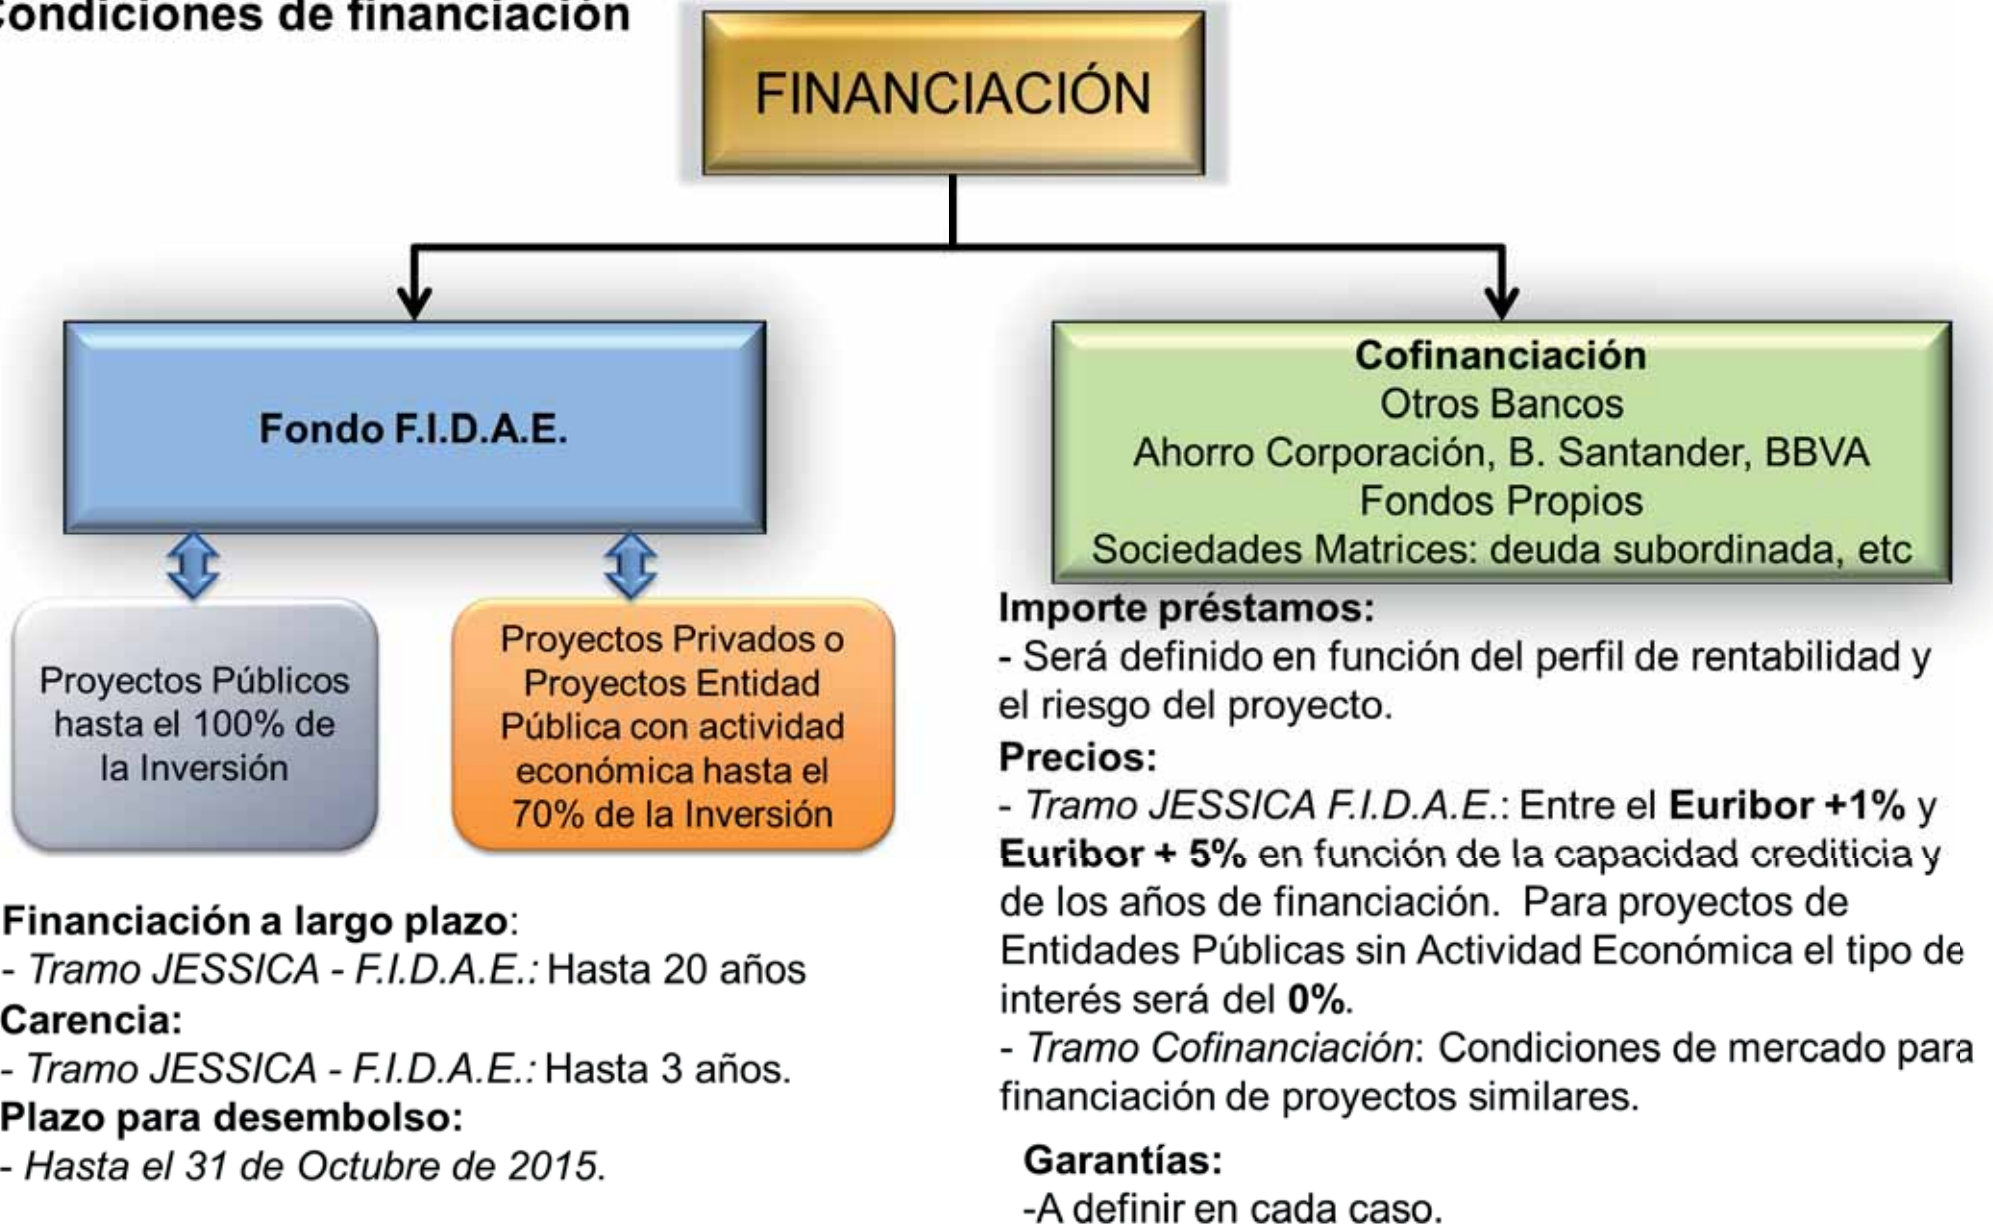 Condiciones de financiación
FINANCIACIÓN
Fondo F.I.D.A.E.
Proyectos Públicos
hasta el 100% de
la Inversión
Proyectos Privados o
Proyectos Entidad
Pública con actividad
económica hasta el
70% de la Inversión
Financiación a largo plazo:
- Tramo JESSICA - F.I.D.A.E.: Hasta 20 años
Carencia:
- Tramo JESSICA - F.I.D.A.E.: Hasta 3 años.
Plazo para desembolso:
- Hasta el 31 de Octubre de 2015.
Cofinanciación
Otros Bancos
Ahorro Corporación, B. Santander, BBVA
Fondos Propios
Sociedades Matrices: deuda subordinada, etc
Importe préstamos:
- Será definido en función del perfil de rentabilidad y
el riesgo del proyecto.
Precios:
- Tramo JESSICA F.I.D.A.E.: Entre el Euribor +1% y
Euribor + 5% en función de la capacidad crediticia y
de los años de financiación. Para proyectos de
Entidades Públicas sin Actividad Económica el tipo de
interés será del 0%.
- Tramo Cofinanciación: Condiciones de mercado para
financiación de proyectos similares.
Garantías:
-A definir en cada caso.